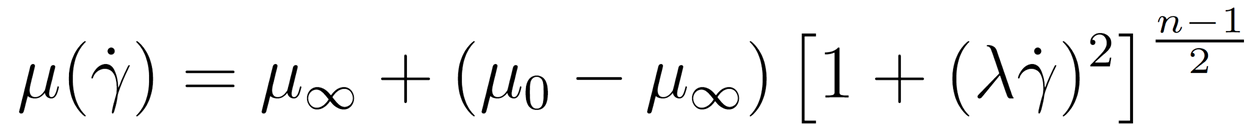 μ(γ̇) = μ∞ + (μ0 − μ∞) [1 + (λγ̇)²]^((n−1)/2)